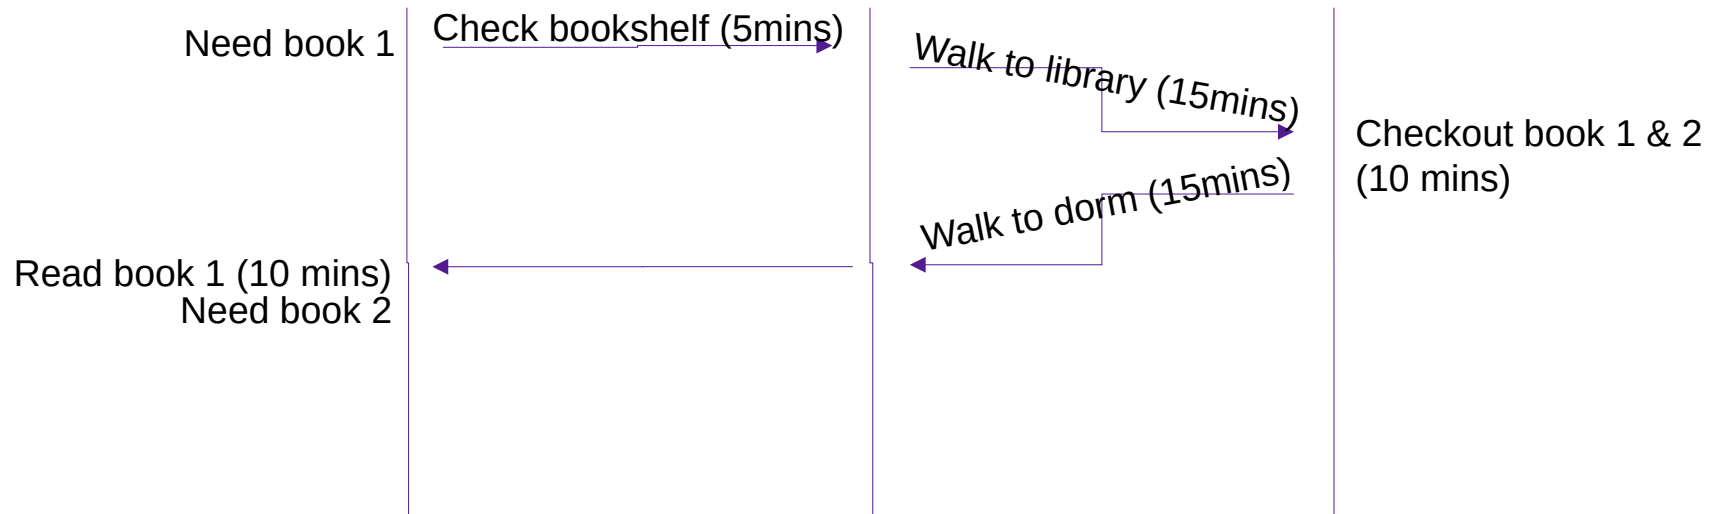 Need book 1
Check bookshelf (5mins)
Walk to library (15mins)
Checkout book 1 & 2
(10 mins)
Walk to dorm (15mins)
Read book 1 (10 mins)
Need book 2